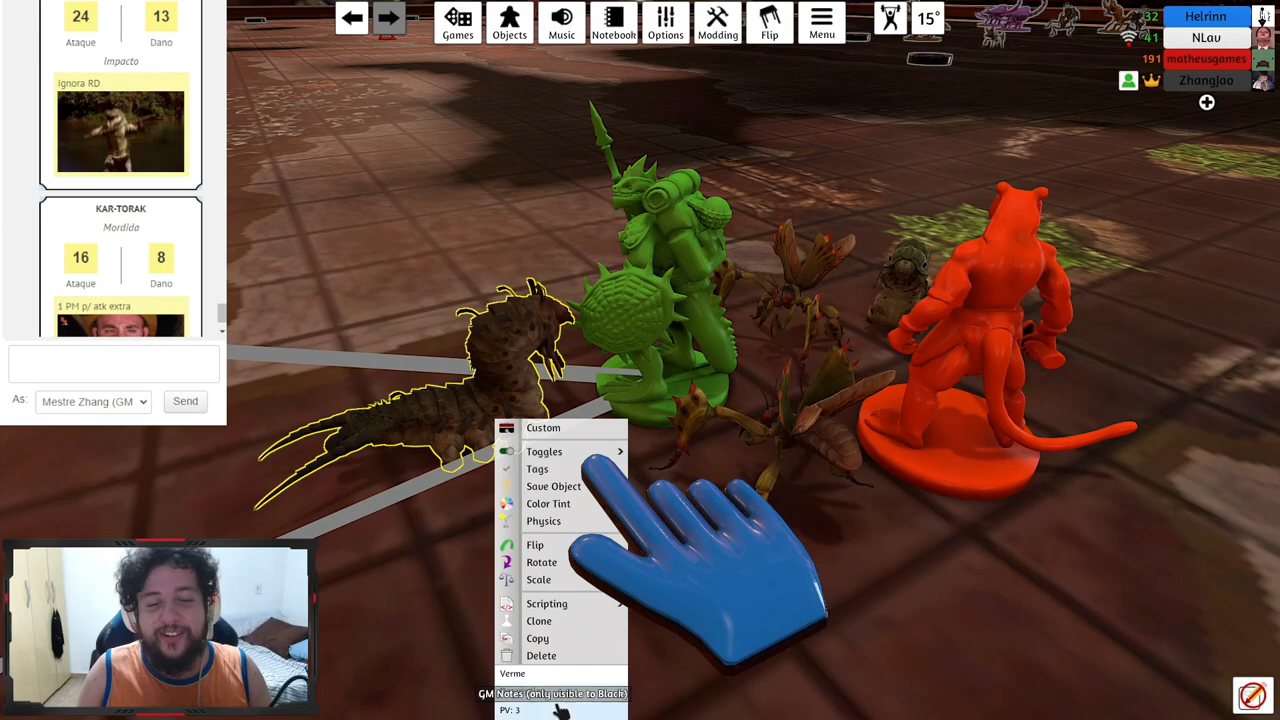 24
13
Ataque
Dano
Impacto
Ignora RD
KAR-TORAK
Mordida
16
8
Ataque
Dano
1 PM p/ atk extra
As:
Mestre Zhang (GM
Send
Games
Objects
Music
Notebook
Options
Modding
Flip
Menu
15°
32
Helrinn
41
NLav
191
matheusgames
ZhangJao
Custom
Toggles
Tags
Save Object
Color Tint
Physics
Flip
Rotate
Scale
Scripting
Clone
Copy
Delete
Verme
GM Notes (only visible to Black)
PV: 3